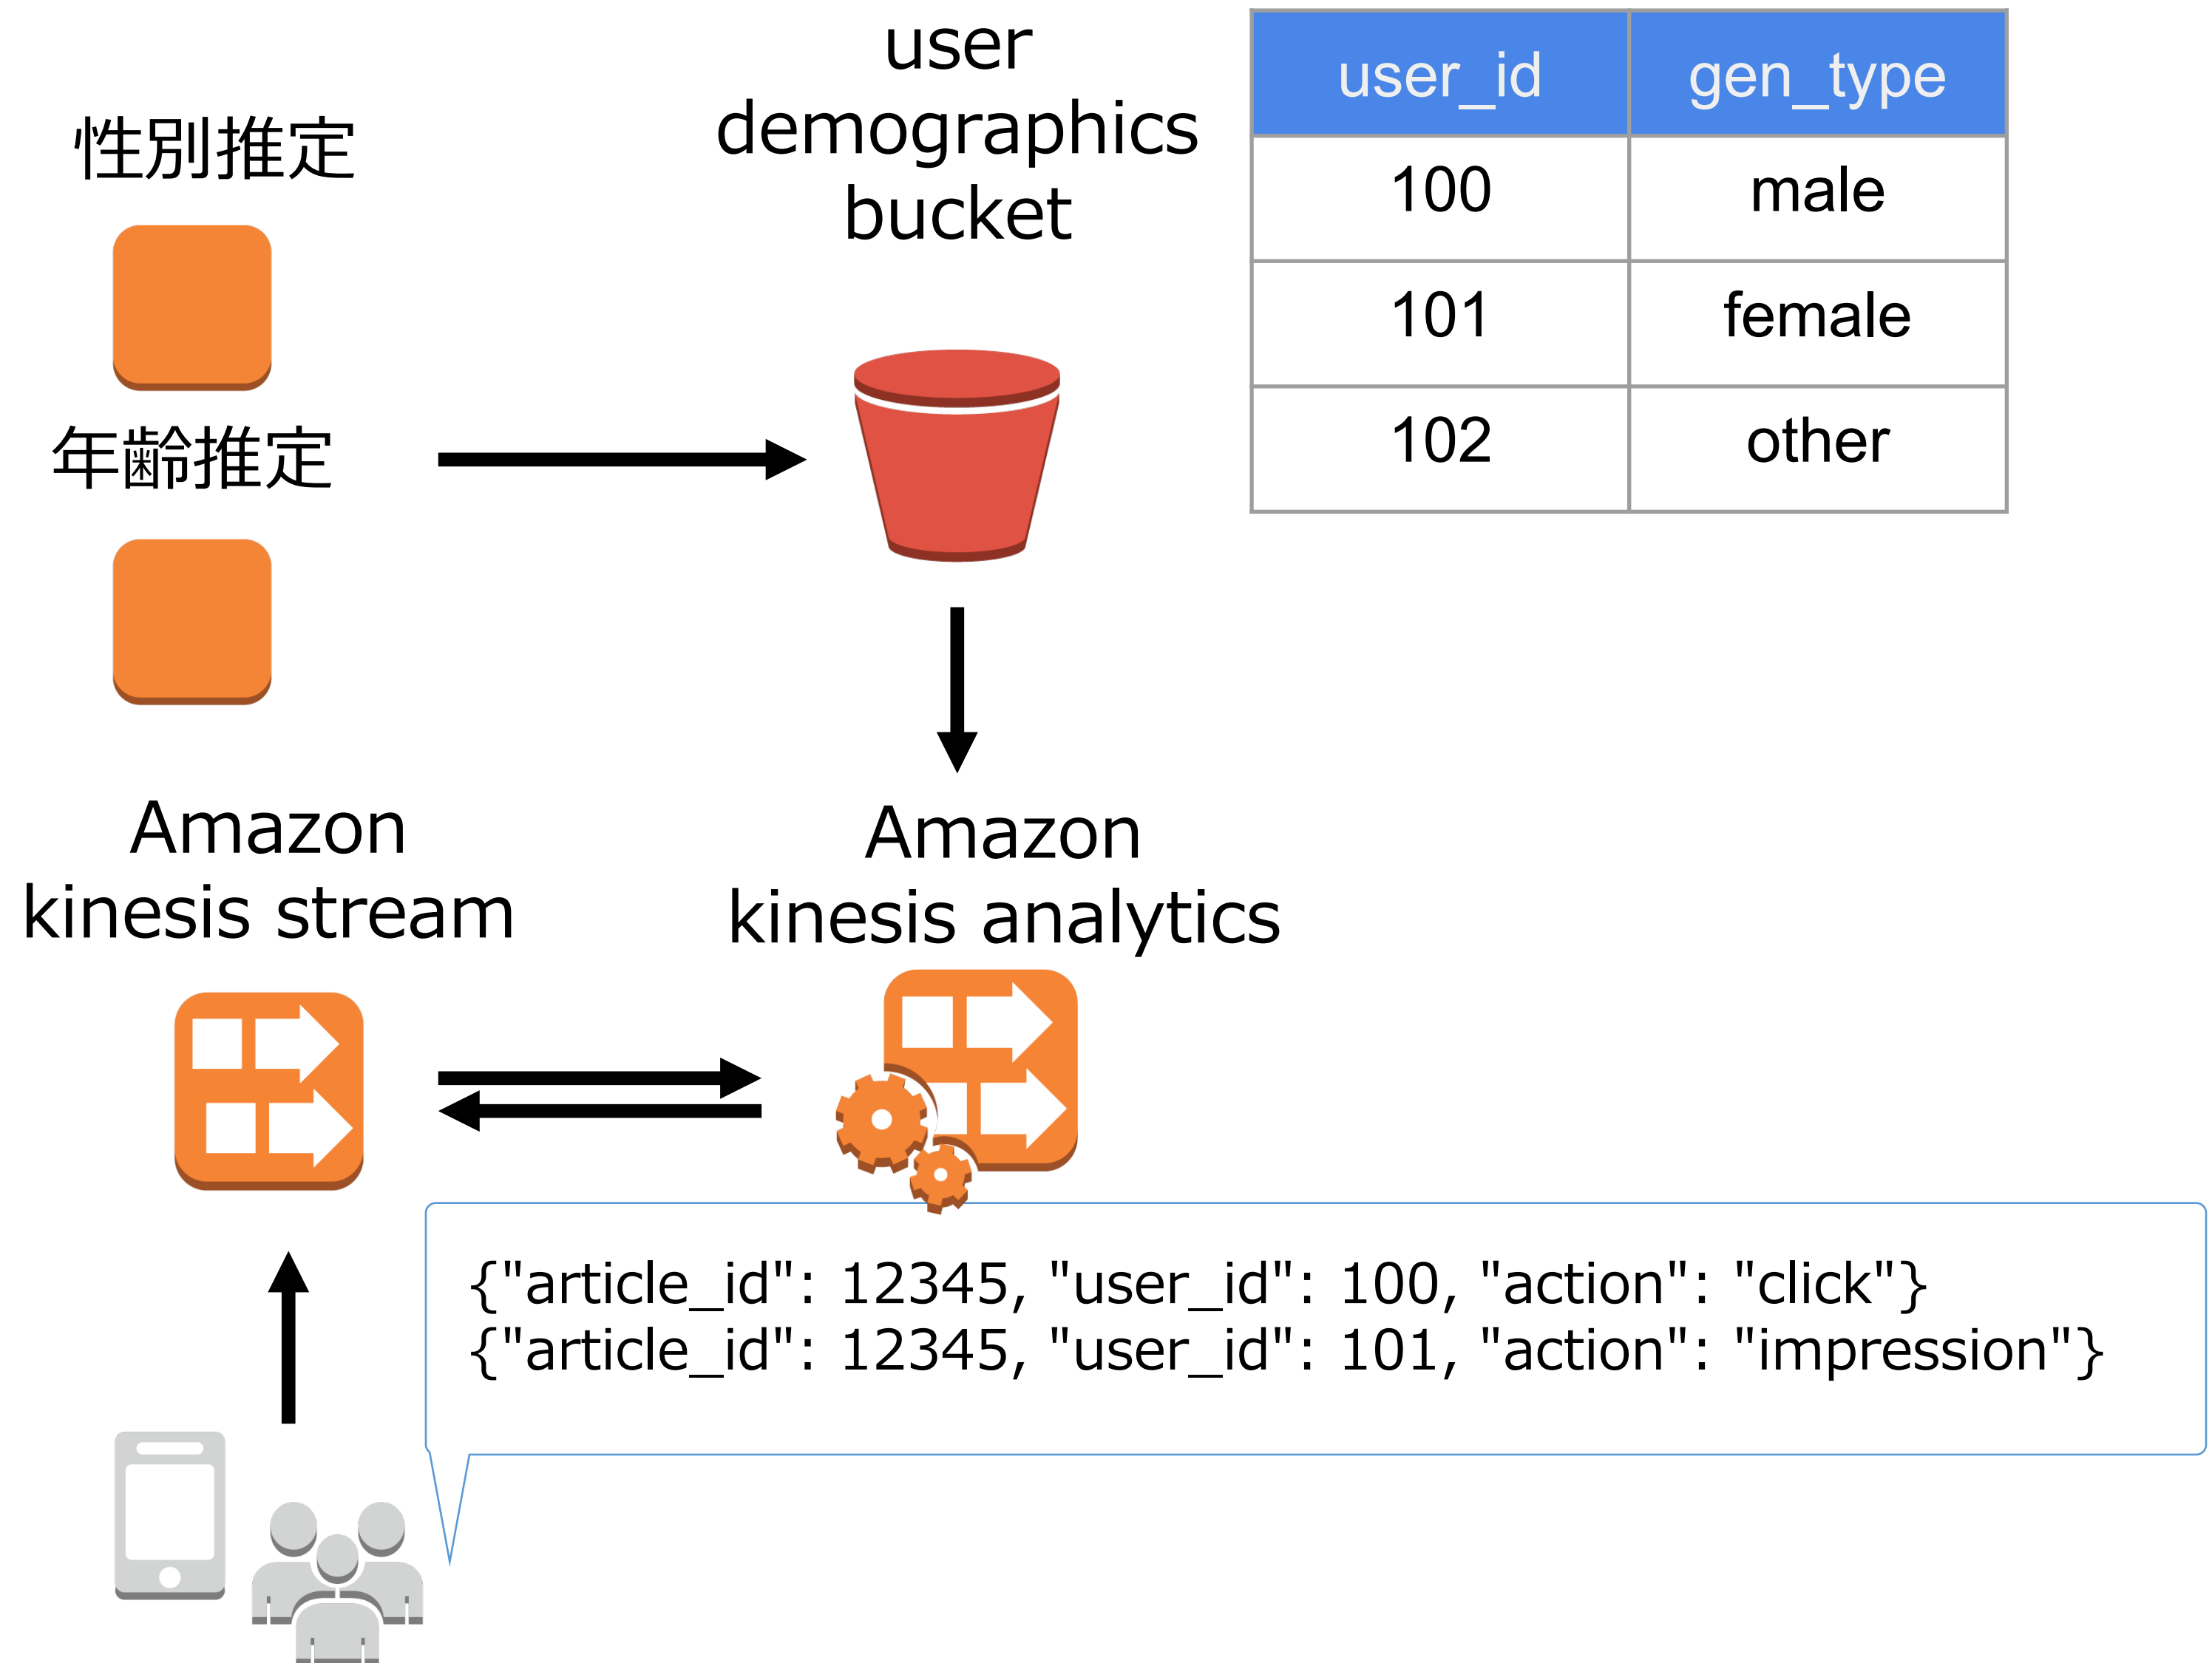 性別推定
年齢推定
user
demographics
bucket
user_id gen_type
100 male
101 female
102 other
Amazon
kinesis stream
Amazon
kinesis analytics
{"article_id": 12345, "user_id": 100, "action": "click"}
{"article_id": 12345, "user_id": 101, "action": "impression"}